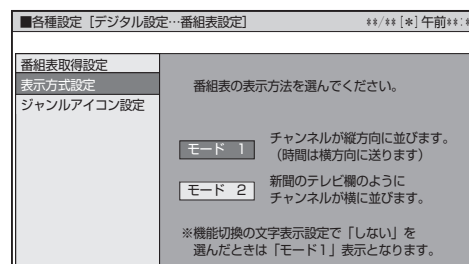 ■各種設定 [デジタル設定…番組表設定]
**/** [*] 午前**:*
番組表取得設定
表示方式設定
ジャンルアイコン設定
番組表の表示方法を選んでください。
モード 1
チャンネルが縦方向に並びます。
(時間は横方向に送ります)
モード 2
新聞のテレビ欄のように
チャンネルが横に並びます。
※機能切換の文字表示設定で「しない」を
選んだときは「モード1」表示となります。